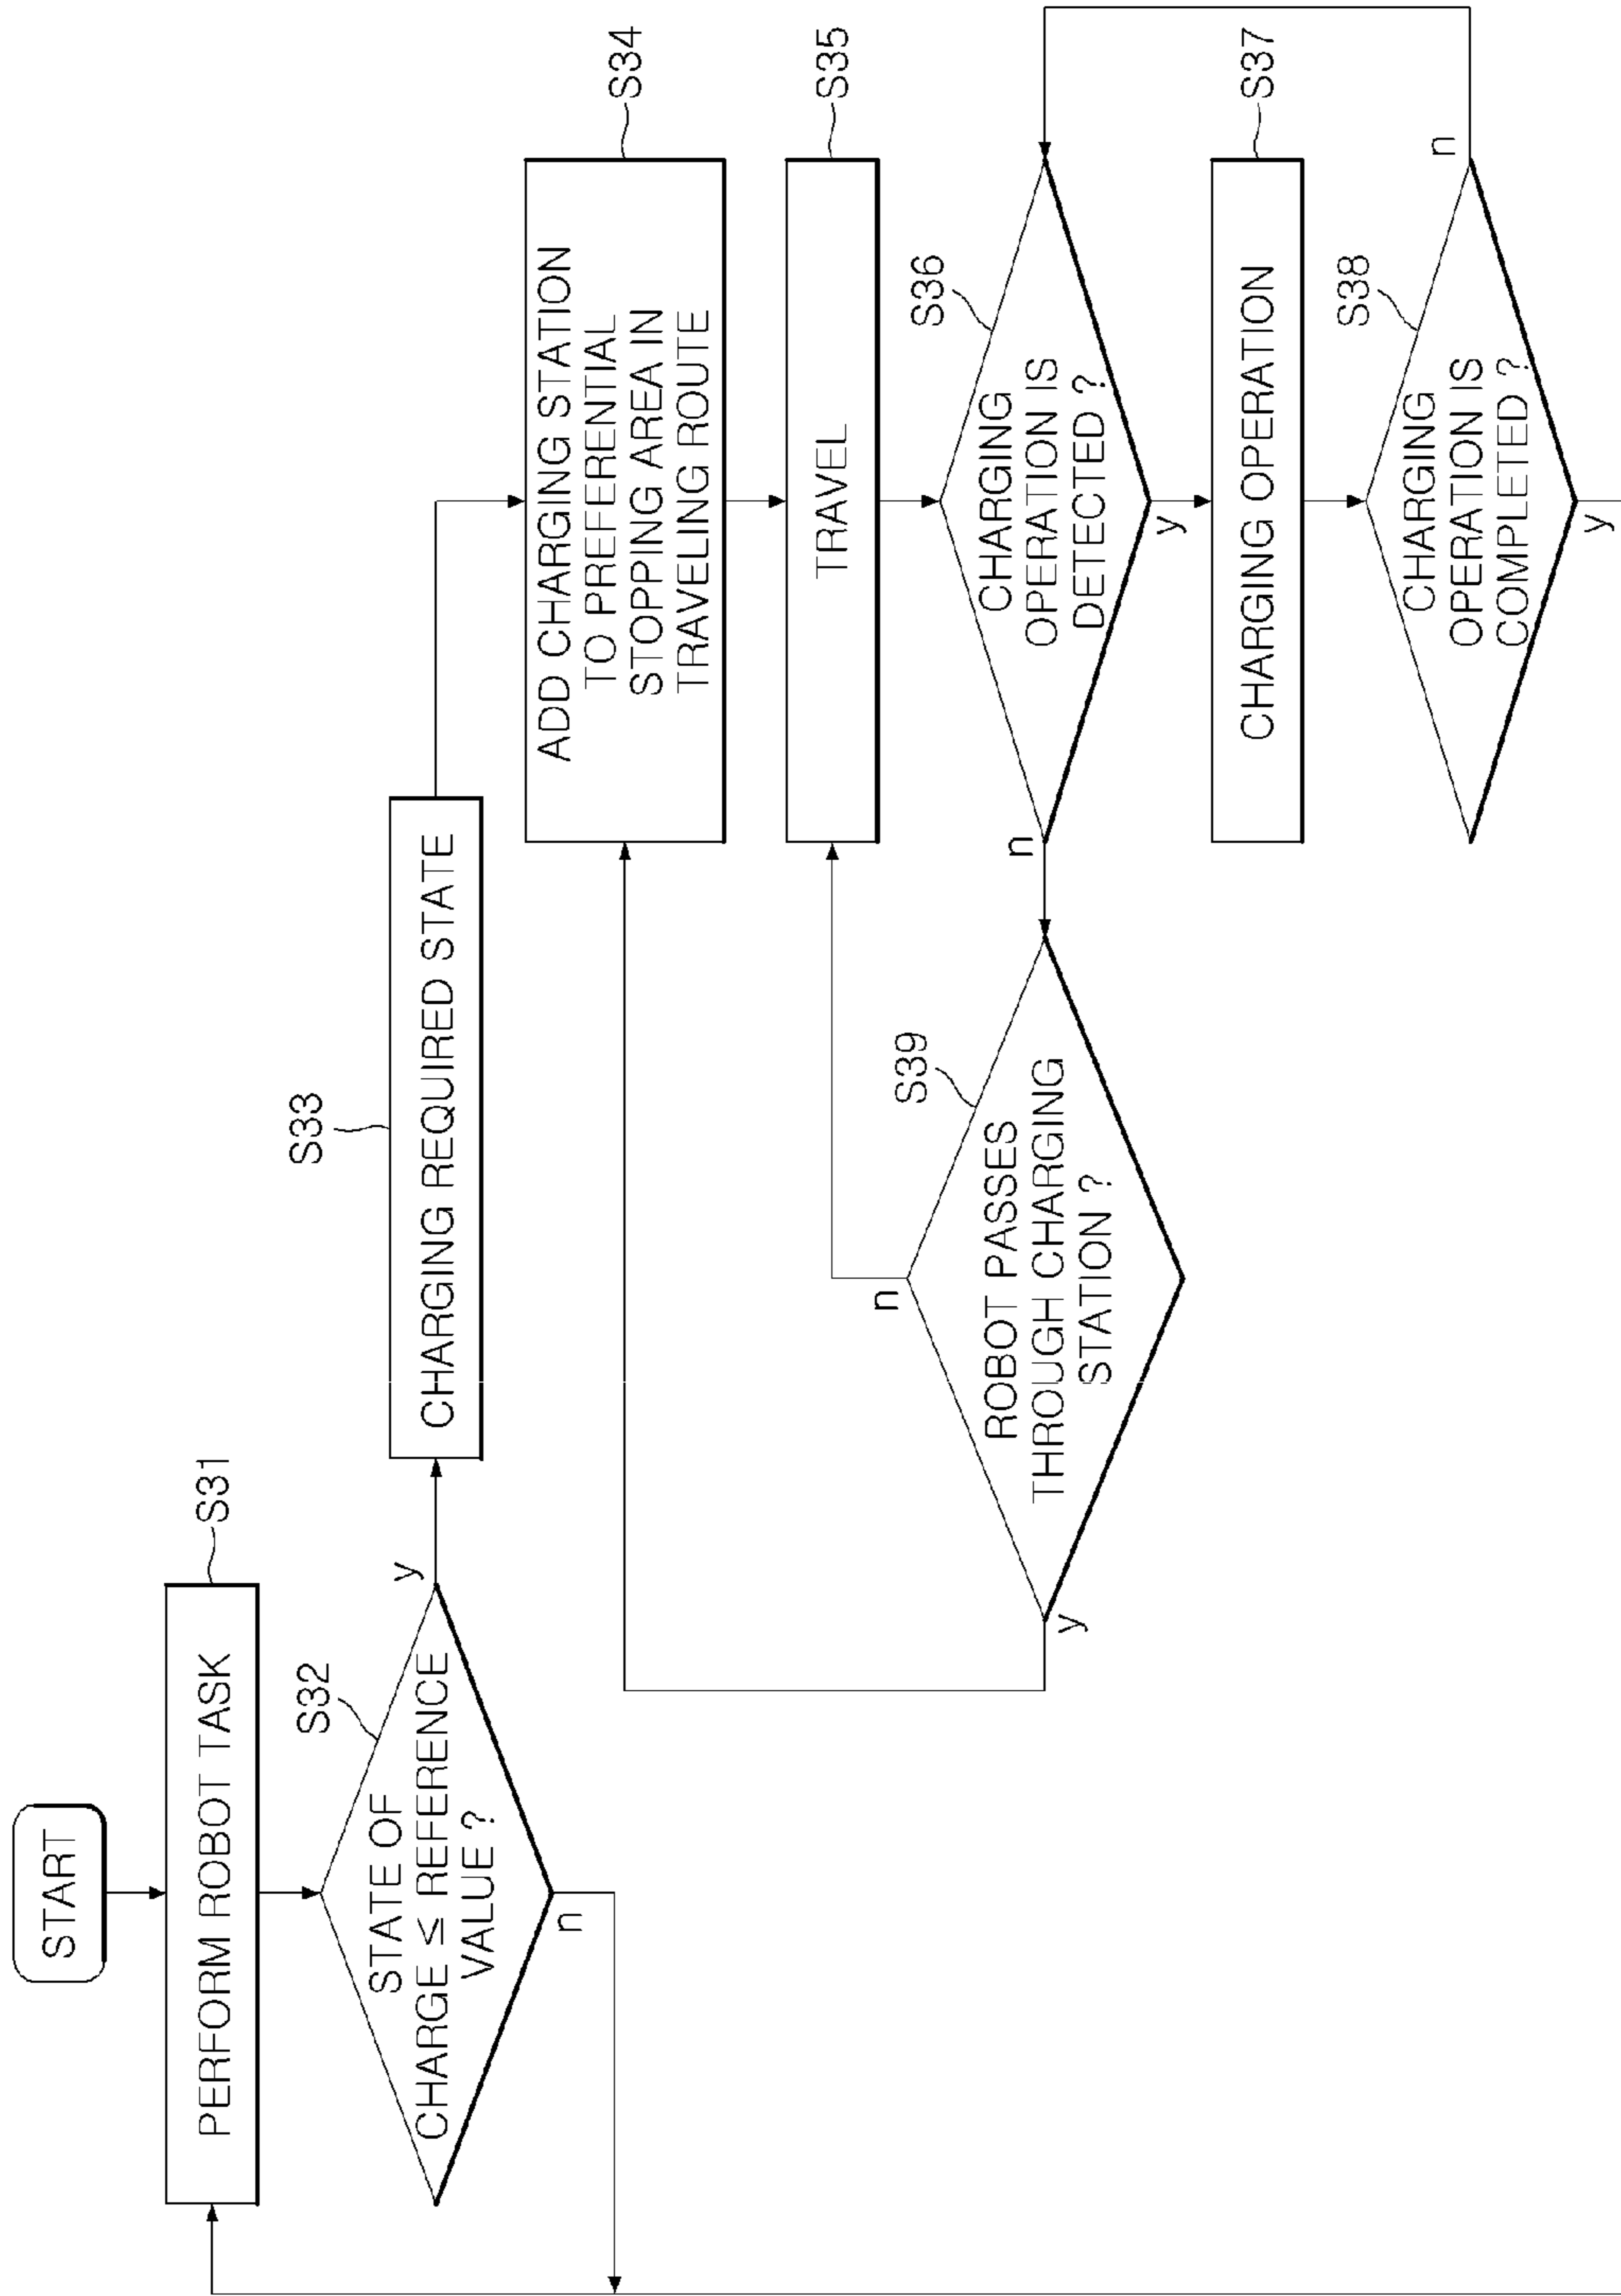 START
PERFORM ROBOT TASK
S31
STATE OF
CHARGE ≤ REFERENCE
VALUE ?
S32
y
n
CHARGING REQUIRED STATE
S33
ADD CHARGING STATION
TO PREFERENTIAL
STOPPING AREA IN
TRAVELING ROUTE
S34
TRAVEL
S35
CHARGING
OPERATION IS
DETECTED ?
S36
n
y
ROBOT PASSES
THROUGH CHARGING
STATION ?
S39
n
y
CHARGING OPERATION
S37
CHARGING
OPERATION IS
COMPLETED ?
S38
n
y